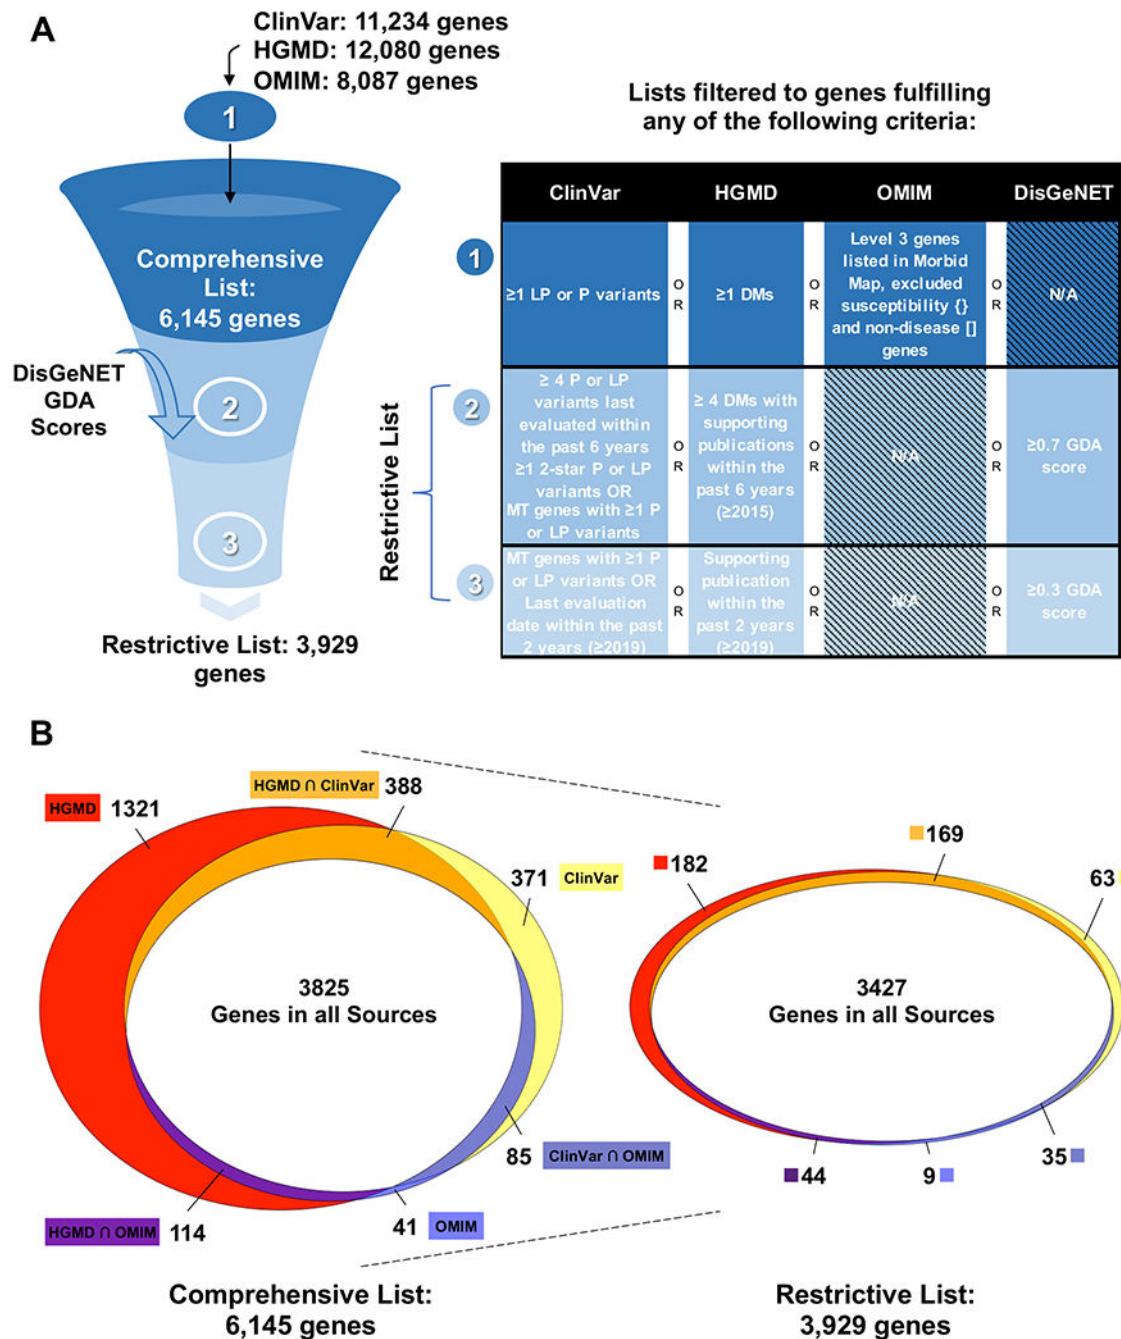 A
ClinVar: 11,234 genes
HGMD: 12,080 genes
OMIM: 8,087 genes
1
Comprehensive
List:
6,145 genes
DisGeNET
GDA
Scores
2
3
Restrictive List: 3,929
genes
Lists filtered to genes fulfilling
any of the following criteria:
ClinVar
HGMD
OMIM
DisGeNET
1
≥1 LP or P variants
O
R
≥1 DMs
O
R
Level 3 genes
listed in Morbid
Map, excluded
susceptibility {}
and non-disease []
genes
O
R
N/A
Restrictive List
2
≥ 4 P or LP
variants last
evaluated within
the past 6 years
≥1 2-star P or LP
variants OR
MT genes with ≥1 P
or LP variants
O
R
≥ 4 DMs with
supporting
publications
within the
past 6 years
(≥2015)
O
R
N/A
O
R
≥0.7 GDA
score
3
MT genes with ≥1 P
or LP variants OR
Last evaluation
date within the past
2 years (≥2019)
O
R
Supporting
publication
within the
past 2 years
(≥2019)
O
R
N/A
O
R
≥0.3 GDA
score
B
HGMD 1321
HGMD ∩ ClinVar 388
371 ClinVar
3825
Genes in all Sources
85 ClinVar ∩ OMIM
HGMD ∩ OMIM 114
41 OMIM
Comprehensive List:
6,145 genes
182
169
63
3427
Genes in all Sources
44
9
35
Restrictive List:
3,929 genes